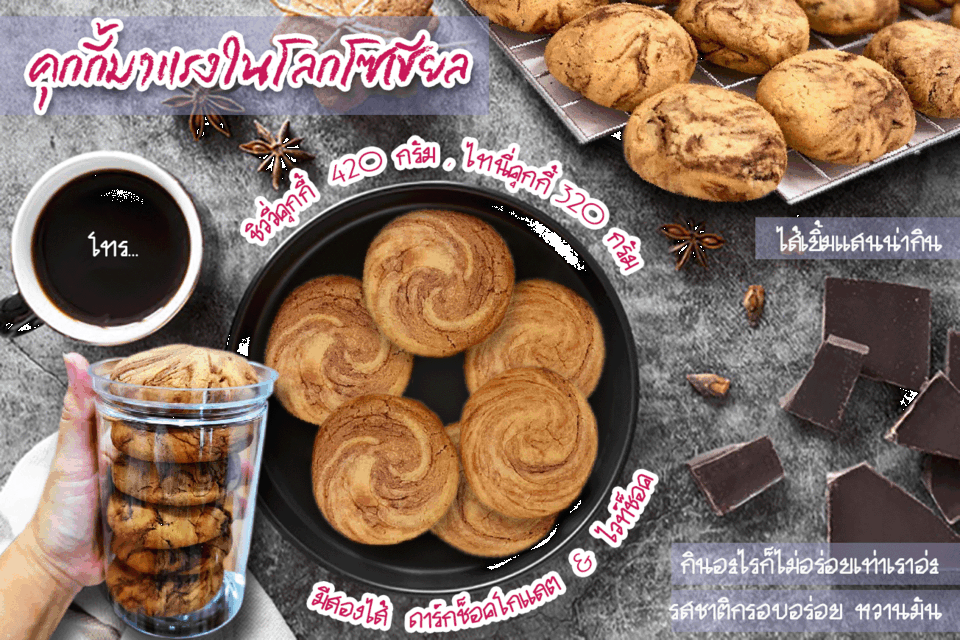 คุกกี้มาแรงในโลกโซเชียล
ชิววี่คุกกี้ 420 กรัม , ไทนี่คุกกี้ 320 กรัม
โทร...
ไส้เยิ้มแสนน่ากิน
มีสองไส้ ดาร์กช็อคโกแลต & ไวท์ช็อค
กินอะไรก็ไม่อร่อยเท่าเราอ่ะ
รสชาติกรอบอร่อย หวานมัน